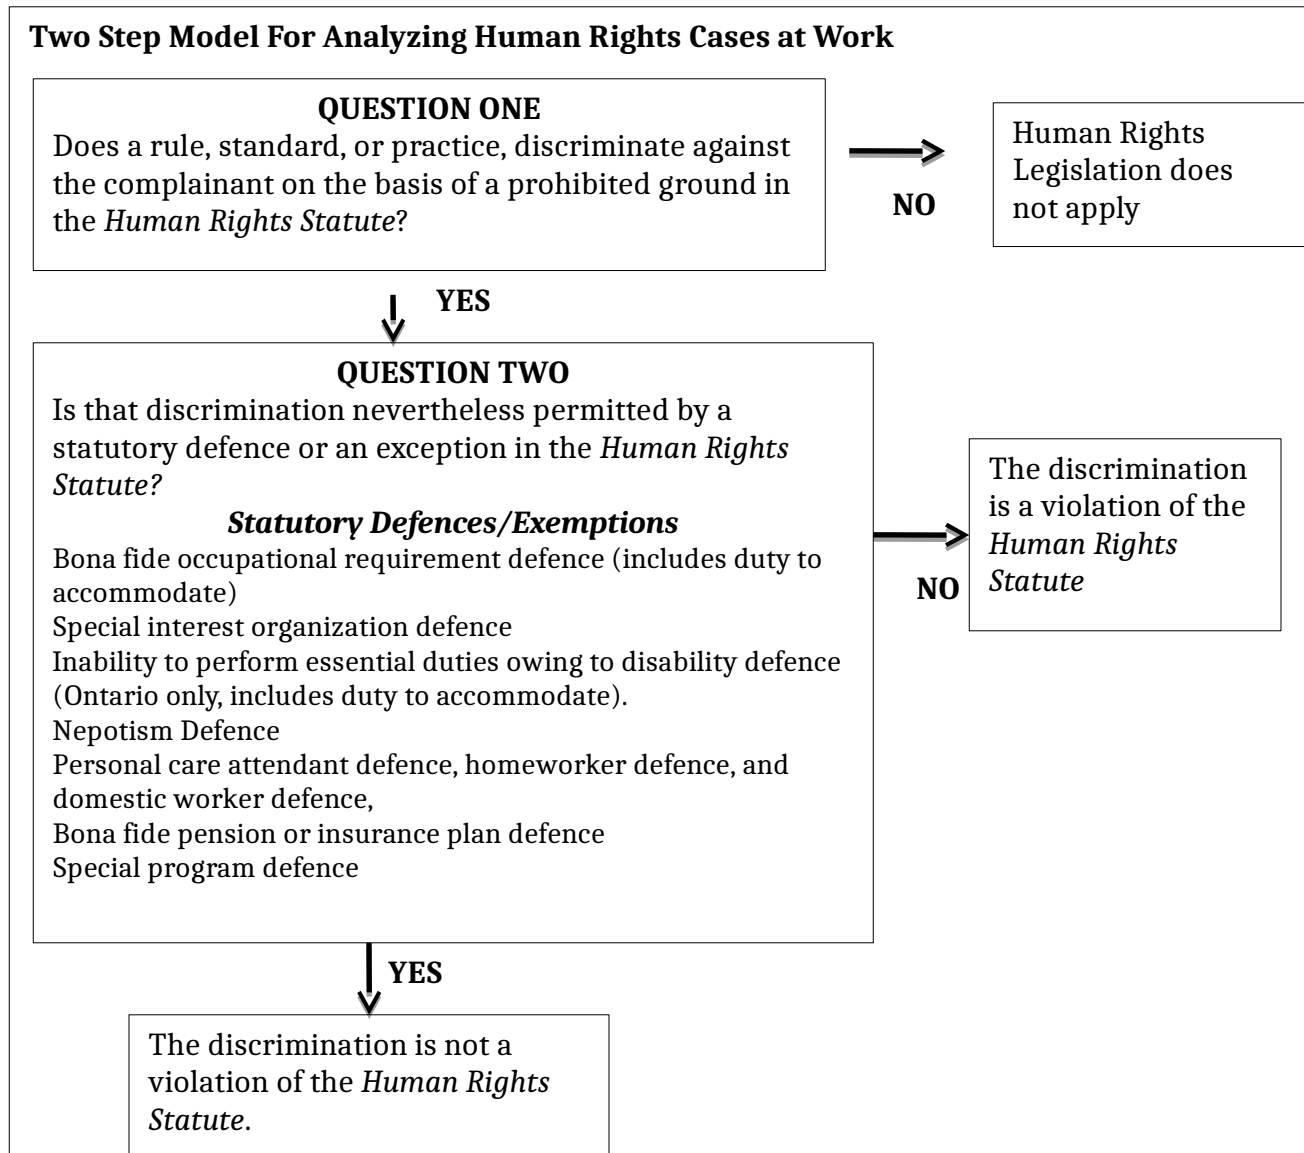 Two Step Model For Analyzing Human Rights Cases at Work
QUESTION ONE
Does a rule, standard, or practice, discriminate against
the complainant on the basis of a prohibited ground in
the Human Rights Statute?
NO
Human Rights
Legislation does
not apply
YES
QUESTION TWO
Is that discrimination nevertheless permitted by a
statutory defence or an exception in the Human Rights
Statute?
Statutory Defences/Exemptions
Bona fide occupational requirement defence (includes duty to
accommodate)
Special interest organization defence
Inability to perform essential duties owing to disability defence
(Ontario only, includes duty to accommodate).
Nepotism Defence
Personal care attendant defence, homeworker defence, and
domestic worker defence,
Bona fide pension or insurance plan defence
Special program defence
NO
The discrimination
is a violation of the
Human Rights
Statute
YES
The discrimination is not a
violation of the Human Rights
Statute.